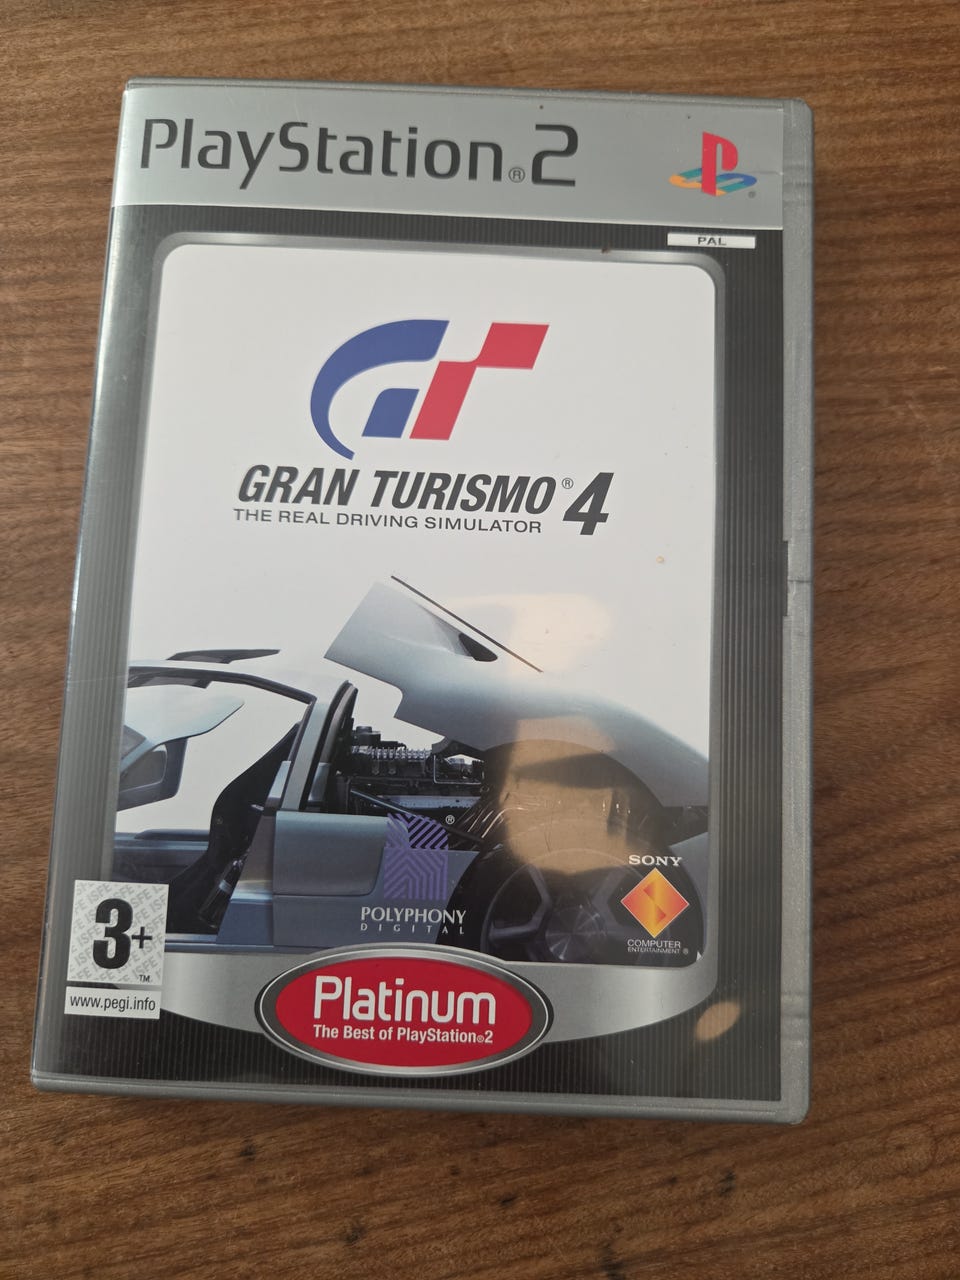 PlayStation®2
PAL
GRAN TURISMO®4
THE REAL DRIVING SIMULATOR
®
POLYPHONY
DIGITAL
SONY
COMPUTER
ENTERTAINMENT®
3+
TM
www.pegi.info
Platinum
The Best of PlayStation®2